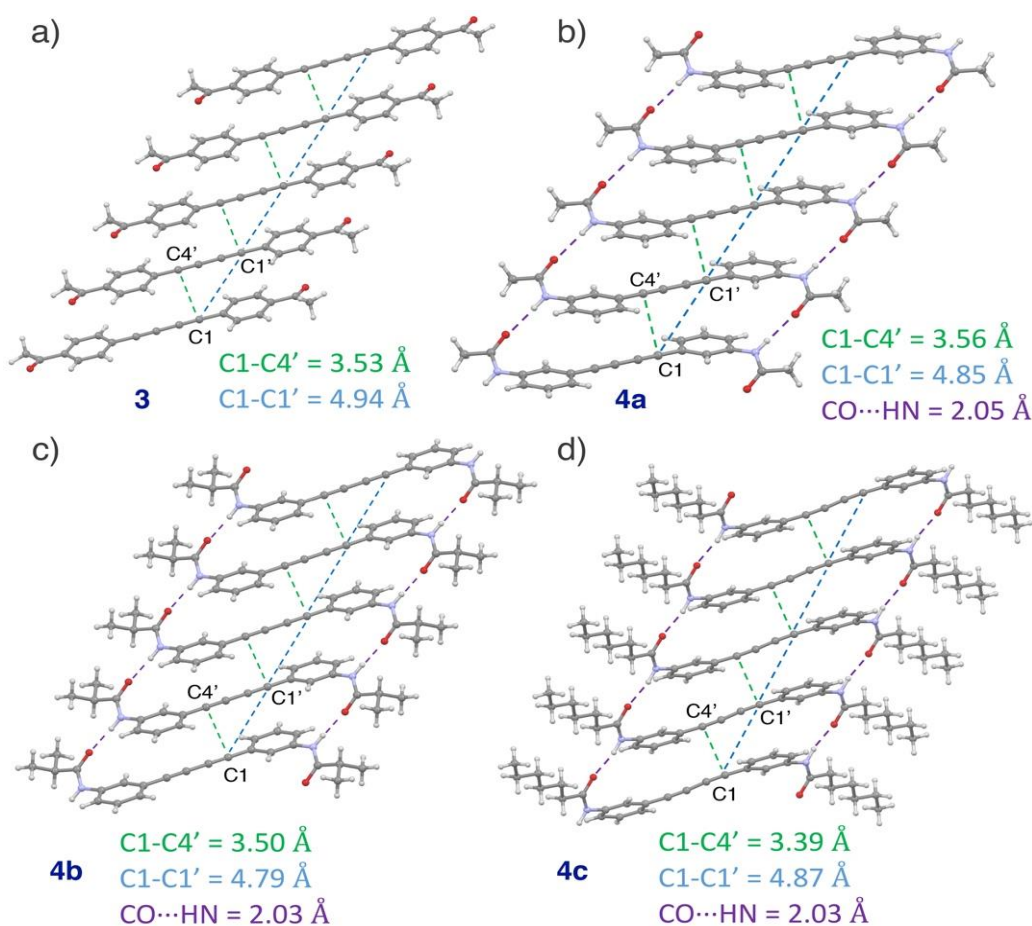 a)
C4’
C1’
C1
C1-C4’ = 3.53 Å
C1-C1’ = 4.94 Å
3
b)
C4’
C1’
C1
C1-C4’ = 3.56 Å
C1-C1’ = 4.85 Å
CO···HN = 2.05 Å
4a
c)
C4’
C1’
C1
C1-C4’ = 3.50 Å
C1-C1’ = 4.79 Å
CO···HN = 2.03 Å
4b
d)
C4’
C1’
C1
C1-C4’ = 3.39 Å
C1-C1’ = 4.87 Å
CO···HN = 2.03 Å
4c